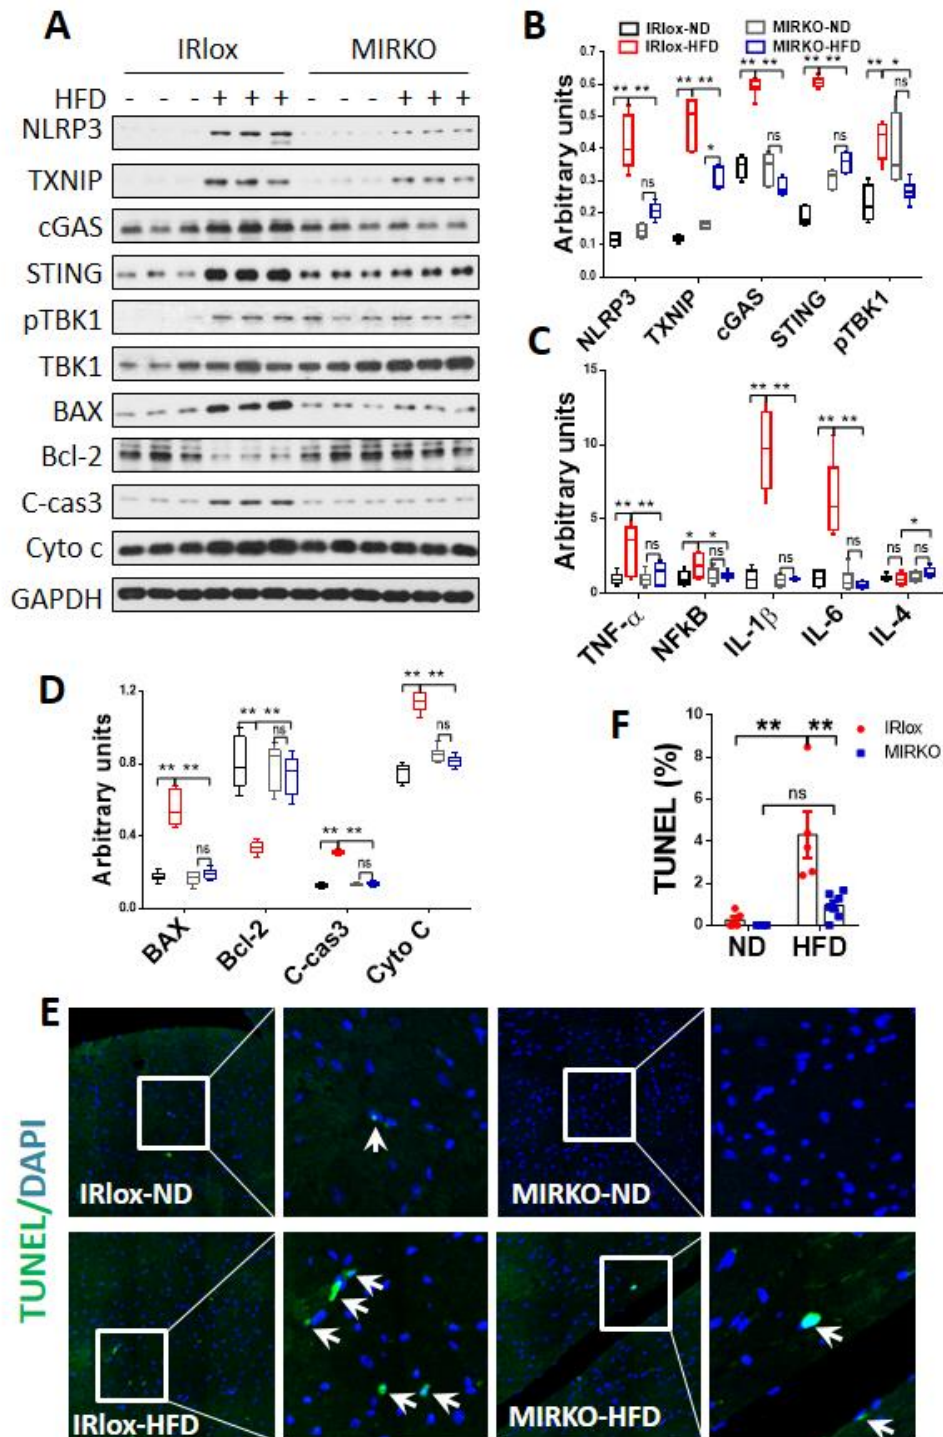 A
IRlox MIRKO
HFD - - - + + + - - - + + +
NLRP3
TXNIP
cGAS
STING
pTBK1
TBK1
BAX
Bcl-2
C-cas3
Cyto c
GAPDH
B
IRlox-ND MIRKO-ND
IRlox-HFD MIRKO-HFD
Arbitrary units
0.7
0.6
0.5
0.4
0.3
0.2
0.1
0.0
** ** ** ** ** ** ** ** ** *
ns * ns ns ns
NLRP3 TXNIP cGAS STING pTBK1
C
Arbitrary units
15
10
5
0
** ** * * ** ** ** ** *
ns ns ns ns ns ns
TNF-α NFkB IL-1β IL-6 IL-4
D
Arbitrary units
1.2
0.8
0.4
0.0
** ** ** ** ** ** ** **
ns ns ns ns
BAX Bcl-2 C-cas3 Cyto C
F
TUNEL (%)
10
8
6
4
2
0
** **
ns
IRlox
MIRKO
ND HFD
E
TUNEL/DAPI
IRlox-ND MIRKO-ND
IRlox-HFD MIRKO-HFD